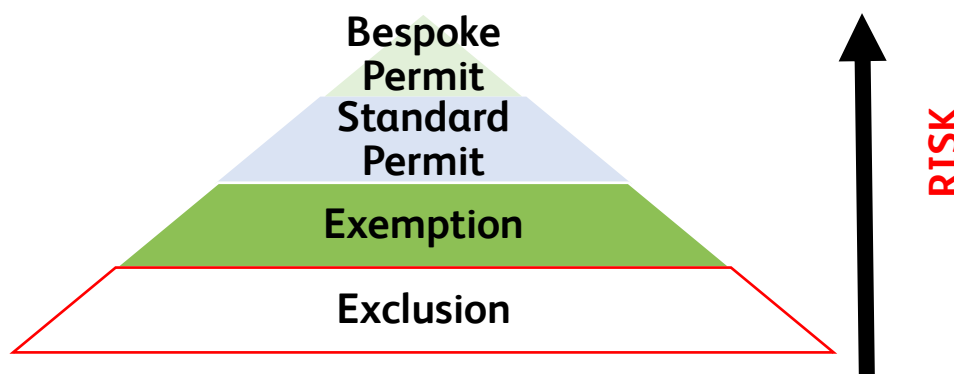 Bespoke
Permit
Standard
Permit
Exemption
Exclusion
RISK